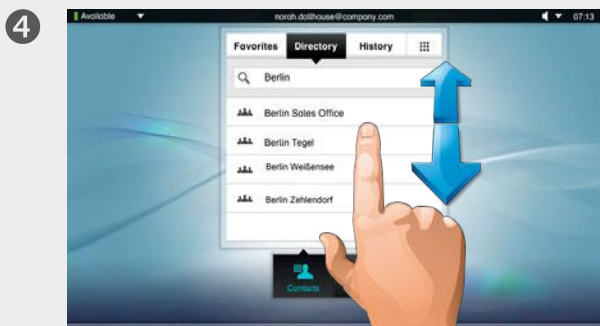 4
Available norah.dollhouse@company.com 07:13
Favorites Directory History
Berlin
Berlin Sales Office
Berlin Tegel
Berlin Weißensee
Berlin Zehlendorf
Contacts